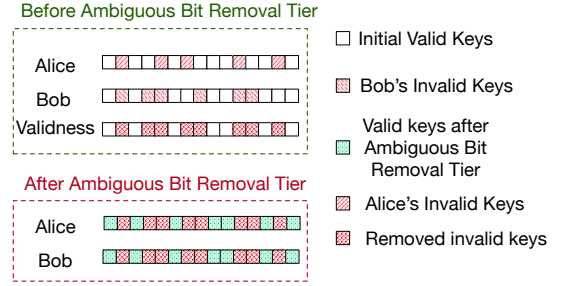 Before Ambiguous Bit Removal Tier
Alice
Bob
Validness
After Ambiguous Bit Removal Tier
Alice
Bob
Initial Valid Keys
Bob's Invalid Keys
Valid keys after
Ambiguous Bit
Removal Tier
Alice's Invalid Keys
Removed invalid keys